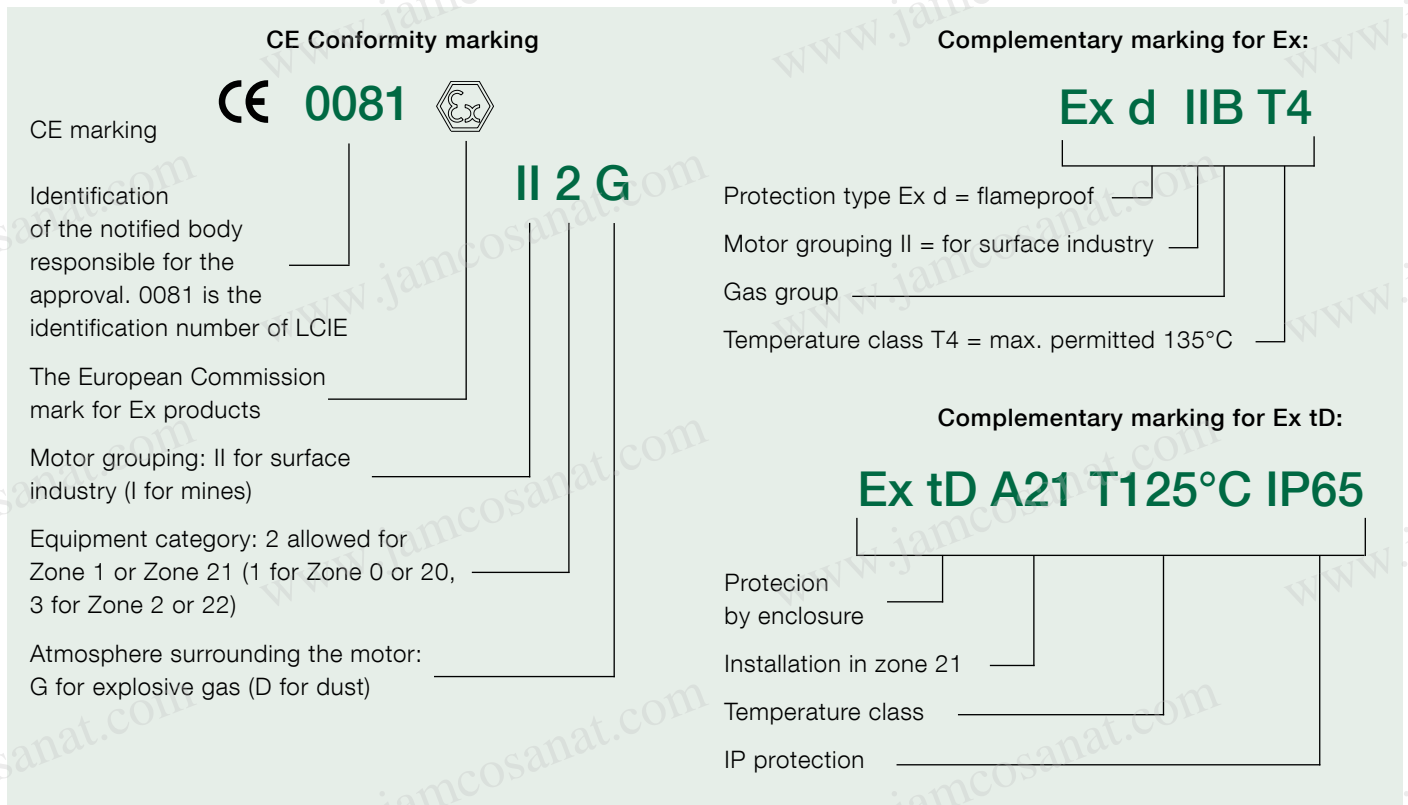 CE Conformity marking
CE 0081 Ex
CE marking
II 2 G
Identification
of the notified body
responsible for the
approval. 0081 is the
identification number of LCIE
The European Commission
mark for Ex products
Motor grouping: II for surface
industry (I for mines)
Equipment category: 2 allowed for
Zone 1 or Zone 21 (1 for Zone 0 or 20,
3 for Zone 2 or 22)
Atmosphere surrounding the motor:
G for explosive gas (D for dust)
Complementary marking for Ex:
Ex d IIB T4
Protection type Ex d = flameproof
Motor grouping II = for surface industry
Gas group
Temperature class T4 = max. permitted 135°C
Complementary marking for Ex tD:
Ex tD A21 T125°C IP65
Protecion
by enclosure
Installation in zone 21
Temperature class
IP protection
www.jamcosanat.com